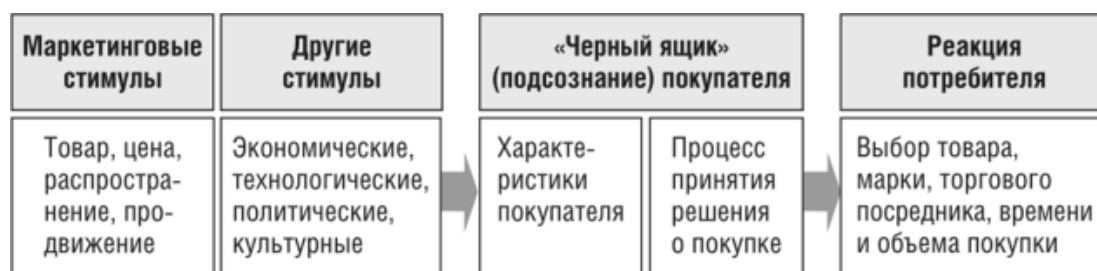 Маркетинговые
стимулы
Другие
стимулы
«Черный ящик»
(подсознание) покупателя
Реакция
потребителя
Товар, цена,
распростра-
нение, про-
движение
Экономические,
технологические,
политические,
культурные
Характе-
ристики
покупателя
Процесс
принятия
решения
о покупке
Выбор товара,
марки, торгового
посредника, времени
и объема покупки